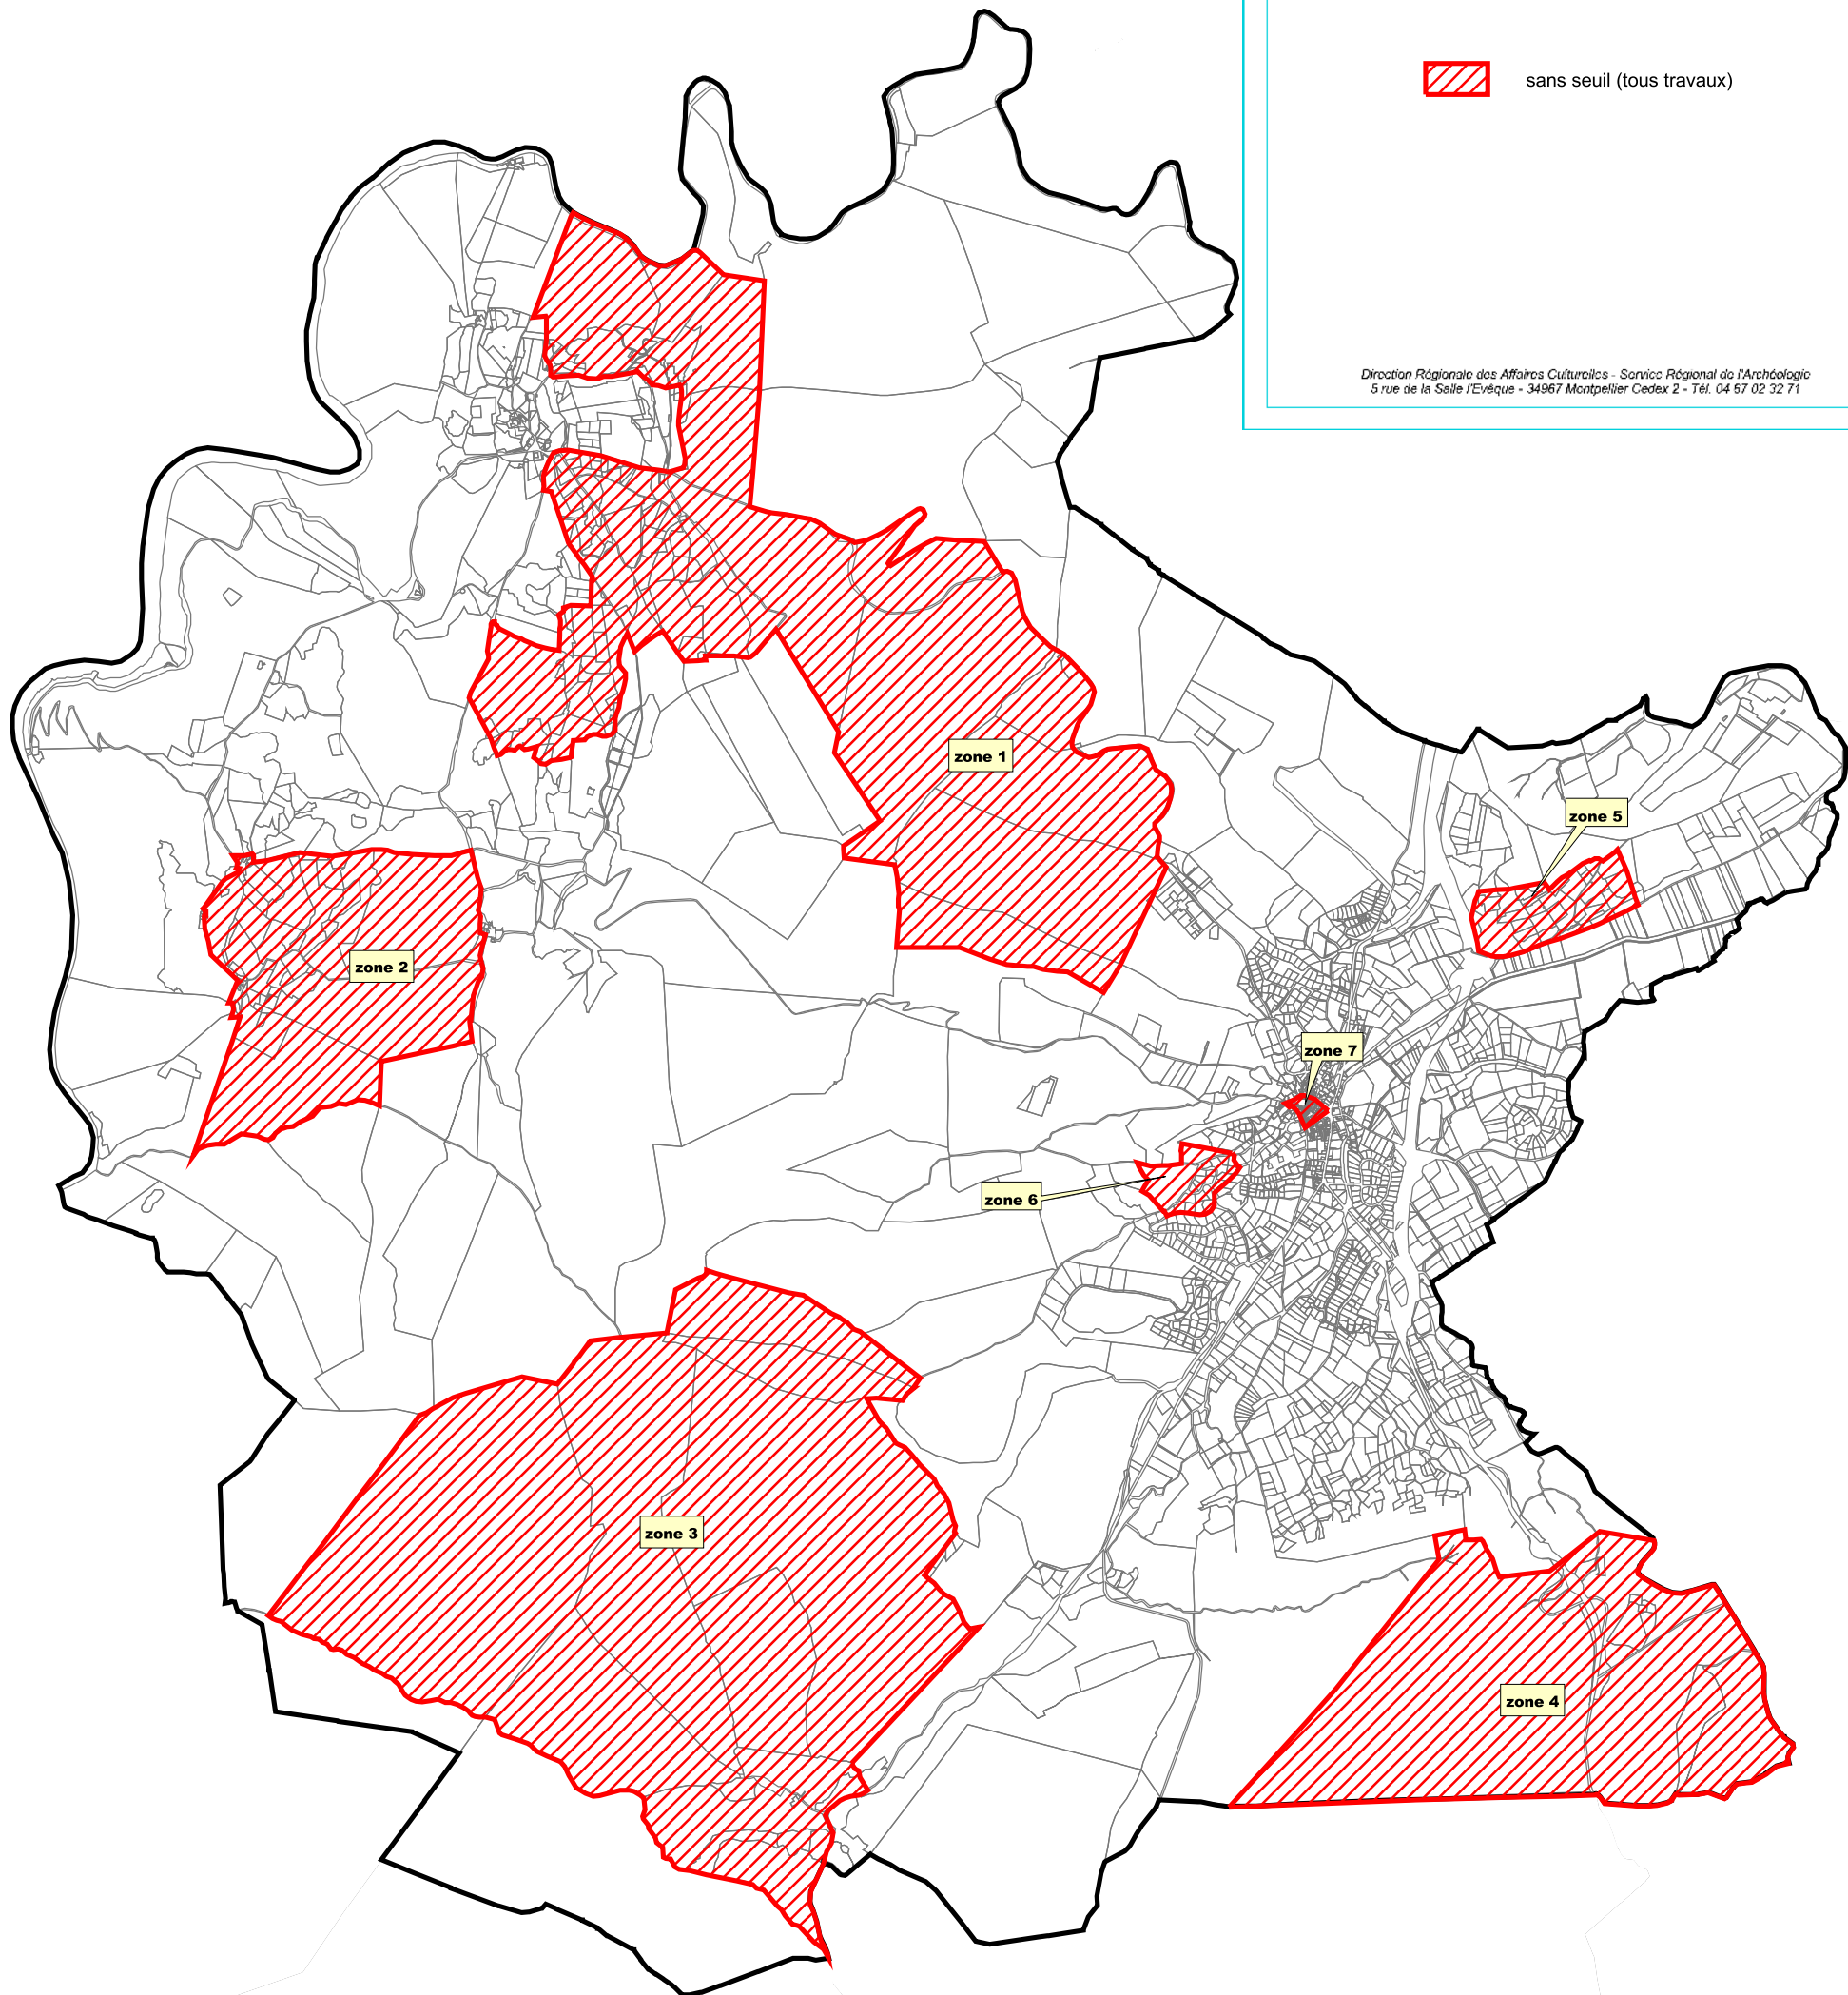 sans seuil (tous travaux)
Direction Régionale des Affaires Culturelles - Service Régional de l'Archéologie
5 rue de la Salle l'Evêque - 34967 Montpellier Cedex 2 - Tél. 04 67 02 32 71
zone 1
zone 5
zone 2
zone 7
zone 6
zone 3
zone 4